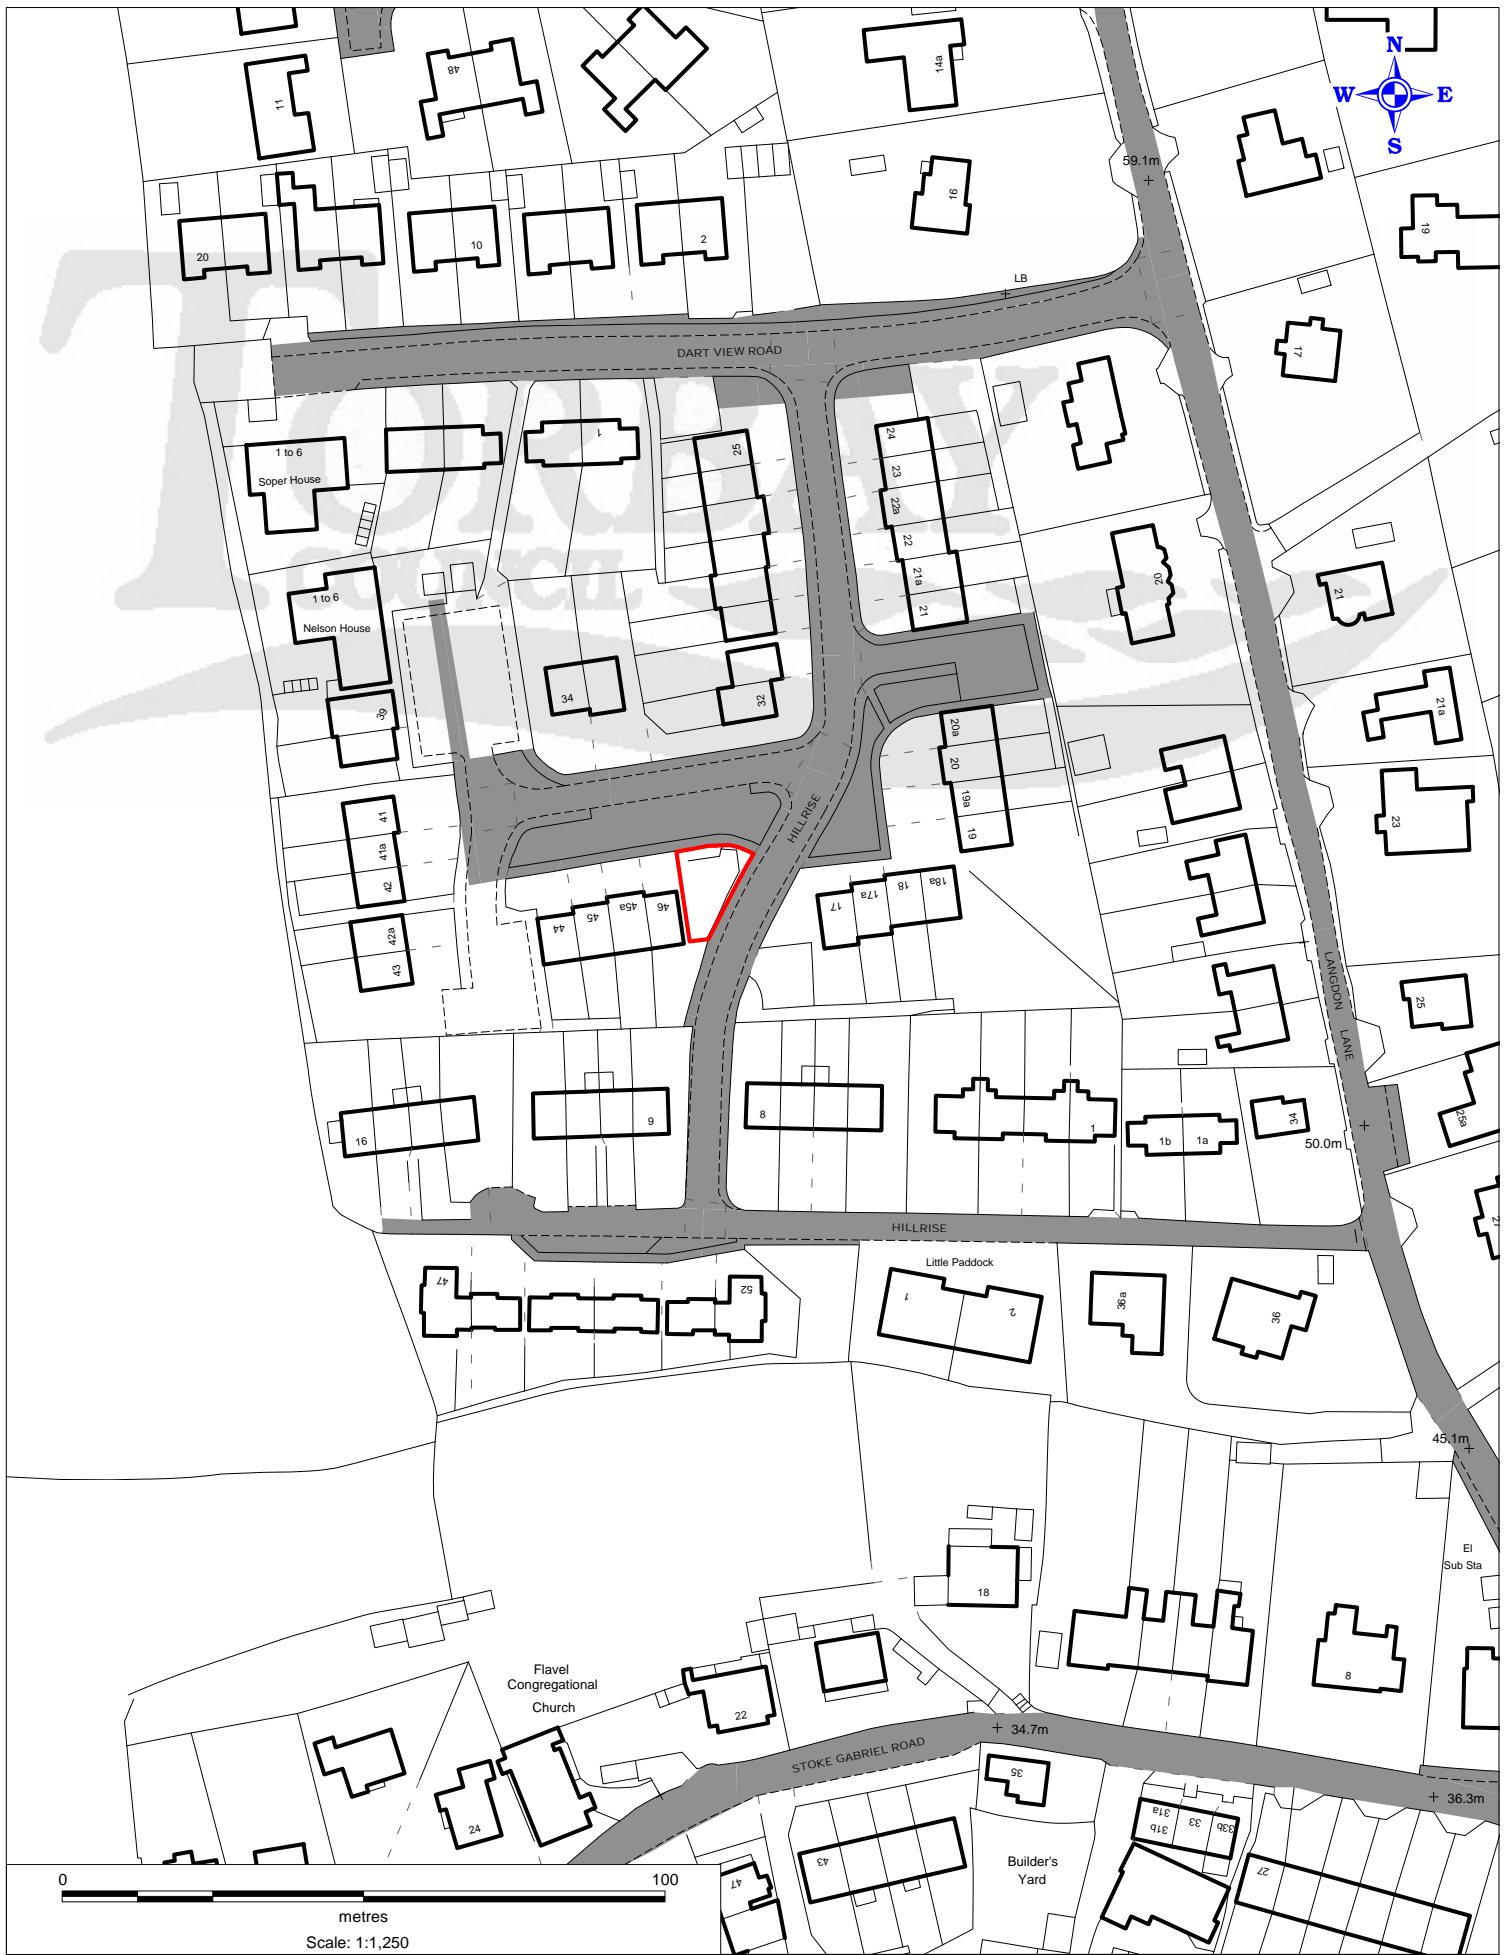 N
W E
S
11
48
14a
59.1m
16
19
20
10
2
LB
TORBAY
COUNCIL
DART VIEW ROAD
17
1 to 6
Soper House
1
25
24
23
22a
22
21a
21
20
21
1 to 6
Nelson House
34
32
39
21a
20a
20
19a
19
HILLRISE
23
41
41a
42
42a
43
44
45
45a
46
17
17a
18
18a
LANGDON LANE
25
25a
16
9
8
1
1b
1a
34
50.0m
27
HILLRISE
47
52
Little Paddock
1
2
36a
36
45.1m
El
Sub Sta
18
8
Flavel
Congregational
Church
22
24
STOKE GABRIEL ROAD
34.7m
35
36.3m
31a
31b
33
33b
43
47
Builder's
Yard
27
0 100
metres
Scale: 1:1,250